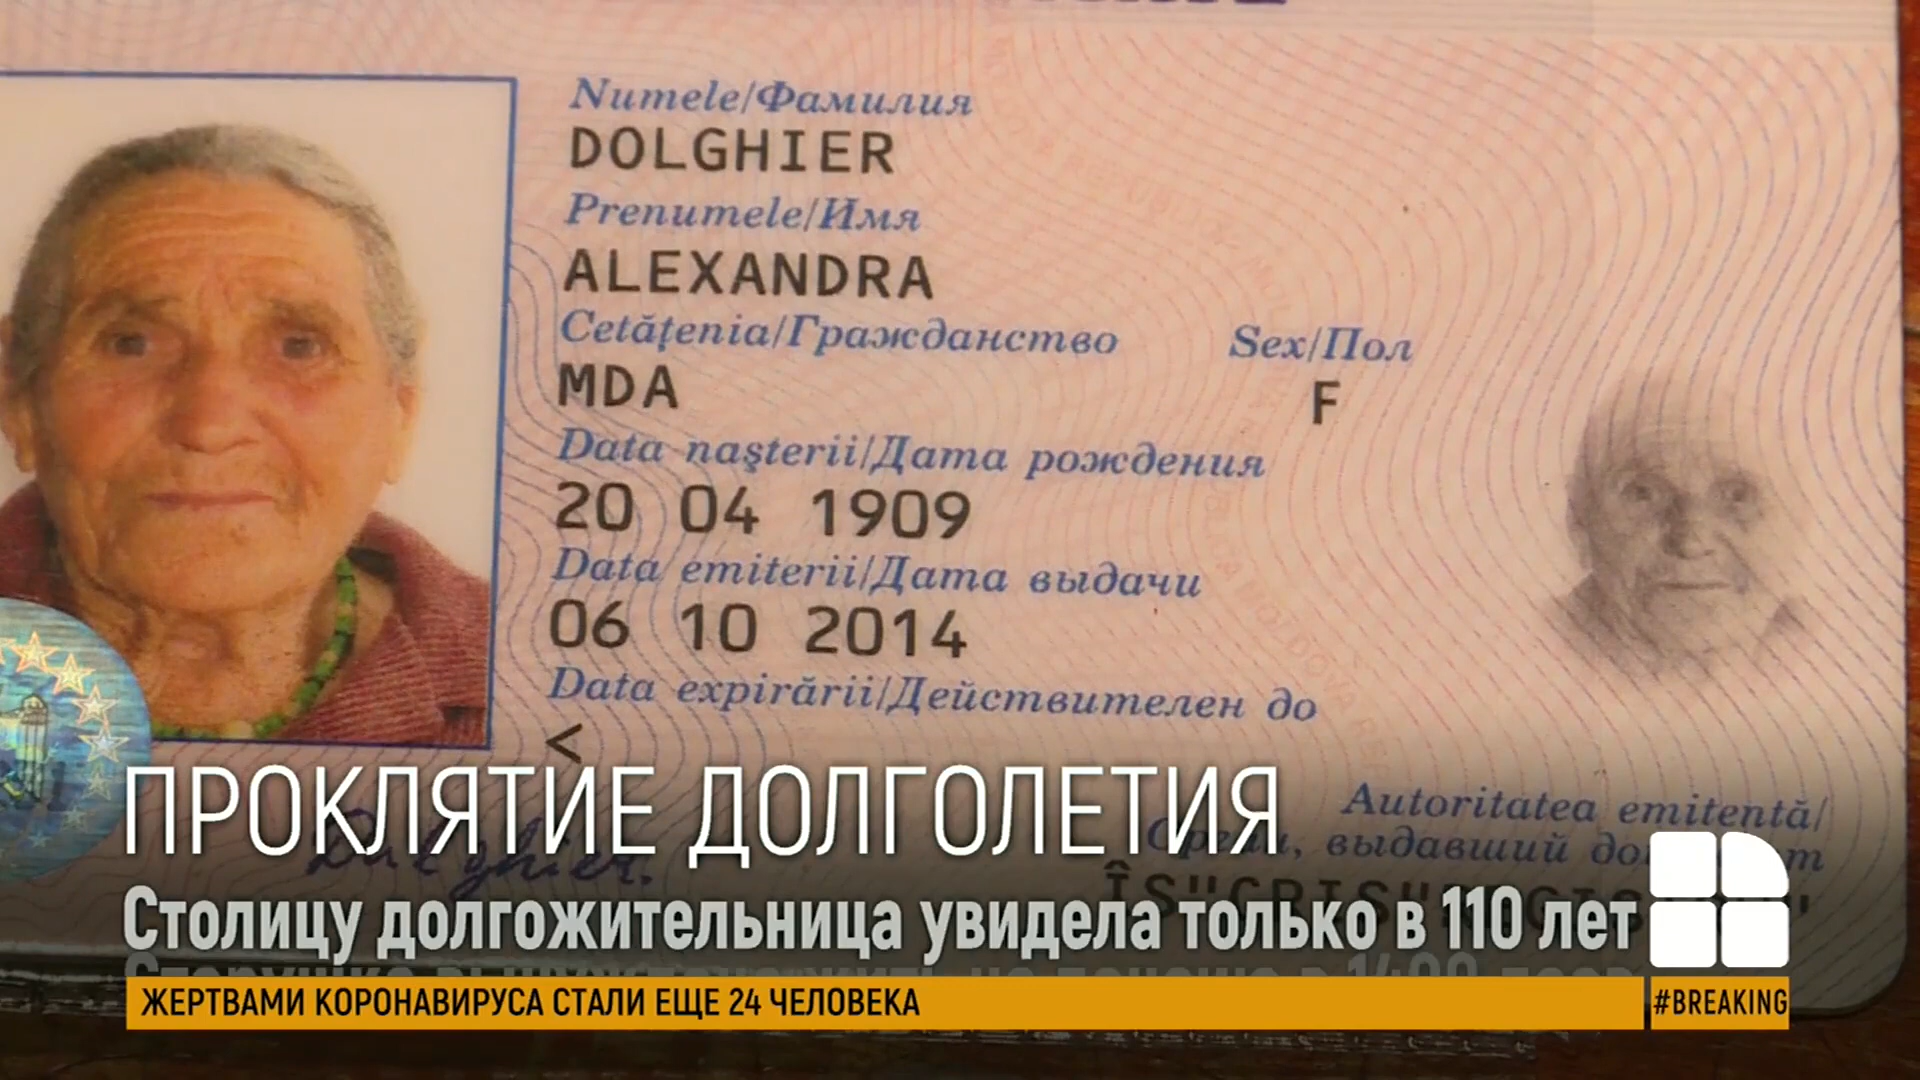 Numele/Фамилия
DOLGHIER
Prenumele/Имя
ALEXANDRA
Cetăţenia/Гражданство Sex/Пол
MDA F
Data naşterii/Дата рождения
20 04 1909
Data emiterii/Дата выдачи
06 10 2014
Data expirării/Действителен до
<
ПРОКЛЯТИЕ ДОЛГОЛЕТИЯ
Dolghier.
Autoritatea emitentă/
выдавший
Столицу долгожительница увидела только в 110 лет
ЖЕРТВАМИ КОРОНАВИРУСА СТАЛИ ЕЩЕ 24 ЧЕЛОВЕКА
#BREAKING